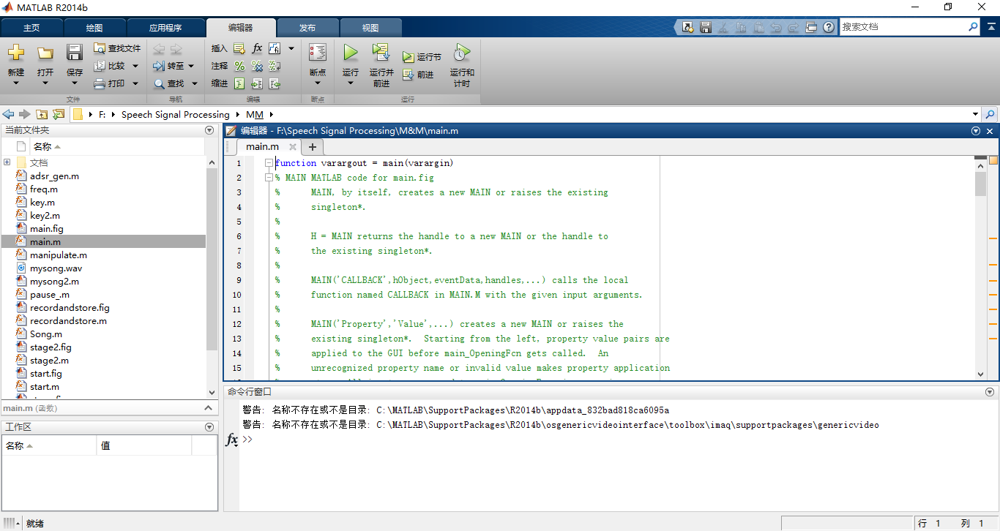 MATLAB R2014b
主页 绘图 应用程序 编辑器 发布 视图
搜索文档
新建 打开 保存 查找文件 比较 打印
转至 查找
插入 fx
注释
缩进
断点
运行 运行并前进 运行节 前进 运行和计时
文件 导航 编辑 断点 运行
F: Speech Signal Processing MM
当前文件夹
名称
文档
adsr_gen.m
freq.m
key.m
key2.m
main.fig
main.m
manipulate.m
mysong.wav
mysong2.m
pause_.m
recordandstore.fig
recordandstore.m
Song.m
stage2.fig
stage2.m
start.fig
start.m
main.m (函数)
工作区
名称 值
编辑器 - F:\Speech Signal Processing\M&M\main.m
main.m
1 function varargout = main(varargin)
2 % MAIN MATLAB code for main.fig
3 % MAIN, by itself, creates a new MAIN or raises the existing
4 % singleton*.
5 %
6 % H = MAIN returns the handle to a new MAIN or the handle to
7 % the existing singleton*.
8 %
9 % MAIN('CALLBACK',hObject,eventData,handles,...) calls the local
10 % function named CALLBACK in MAIN.M with the given input arguments.
11 %
12 % MAIN('Property','Value',...) creates a new MAIN or raises the
13 % existing singleton*. Starting from the left, property value pairs are
14 % applied to the GUI before main_OpeningFcn gets called. An
15 % unrecognized property name or invalid value makes property application
命令行窗口
警告: 名称不存在或不是目录: C:\MATLAB\SupportPackages\R2014b\appdata_832bad818ca6095a
警告: 名称不存在或不是目录: C:\MATLAB\SupportPackages\R2014b\osgenericvideointerface\toolbox\imaq\supportpackages\genericvideo
fx >>
就绪
行 1 列 1